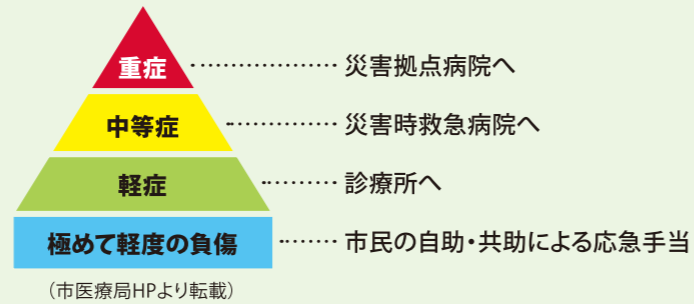 重症 ……………… 災害拠点病院へ
中等症 ………… 災害時救急病院へ
軽症 ……… 診療所へ
極めて軽度の負傷 …… 市民の自助・共助による応急手当
(市医療局HPより転載)